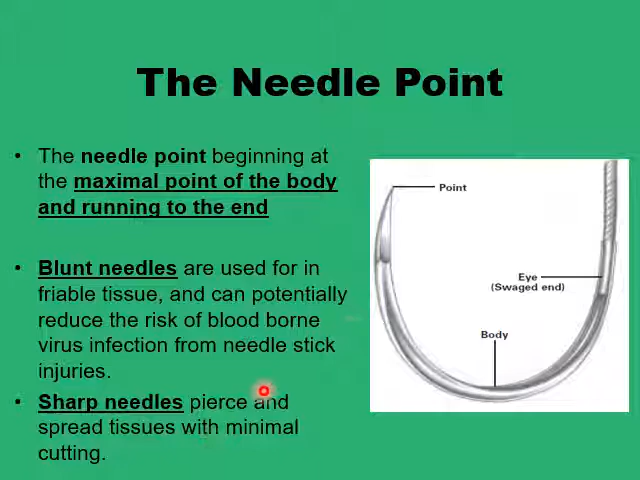 The Needle Point
• The needle point beginning at
the maximal point of the body
and running to the end
• Blunt needles are used for in
friable tissue, and can potentially
reduce the risk of blood borne
virus infection from needle stick
injuries.
• Sharp needles pierce and
spread tissues with minimal
cutting.
Point
Eye
(Swaged end)
Body